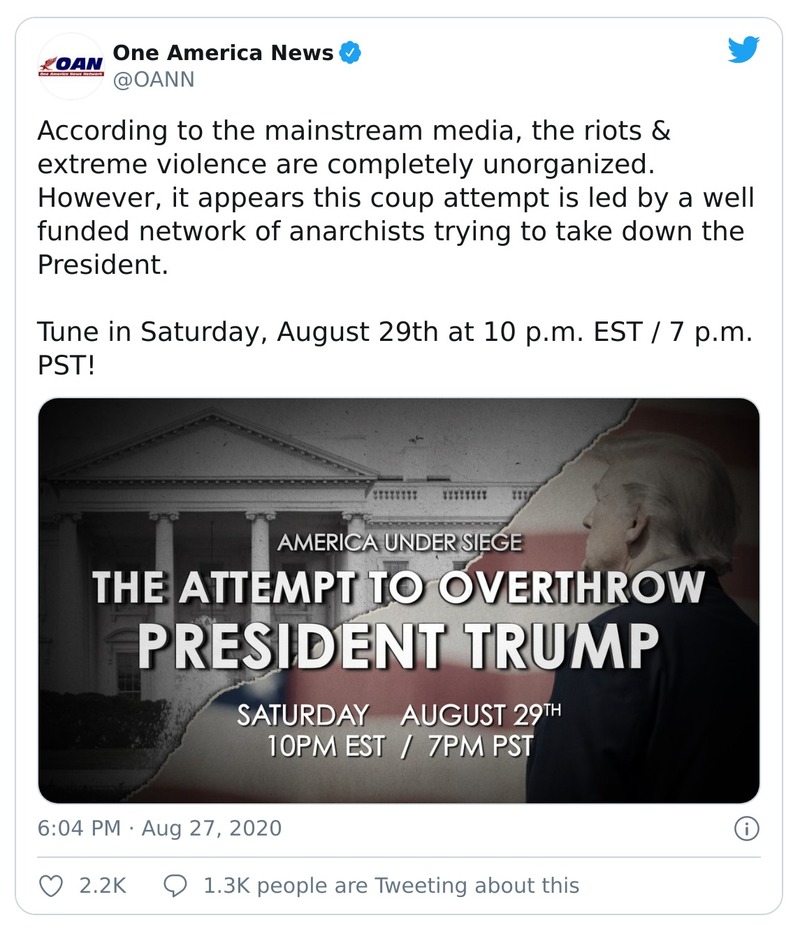 OAN
One America News Network
One America News
@OANN
According to the mainstream media, the riots &
extreme violence are completely unorganized.
However, it appears this coup attempt is led by a well
funded network of anarchists trying to take down the
President.
Tune in Saturday, August 29th at 10 p.m. EST / 7 p.m.
PST!
AMERICA UNDER SIEGE
THE ATTEMPT TO OVERTHROW
PRESIDENT TRUMP
SATURDAY AUGUST 29TH
10PM EST / 7PM PST
6:04 PM · Aug 27, 2020
2.2K 1.3K people are Tweeting about this